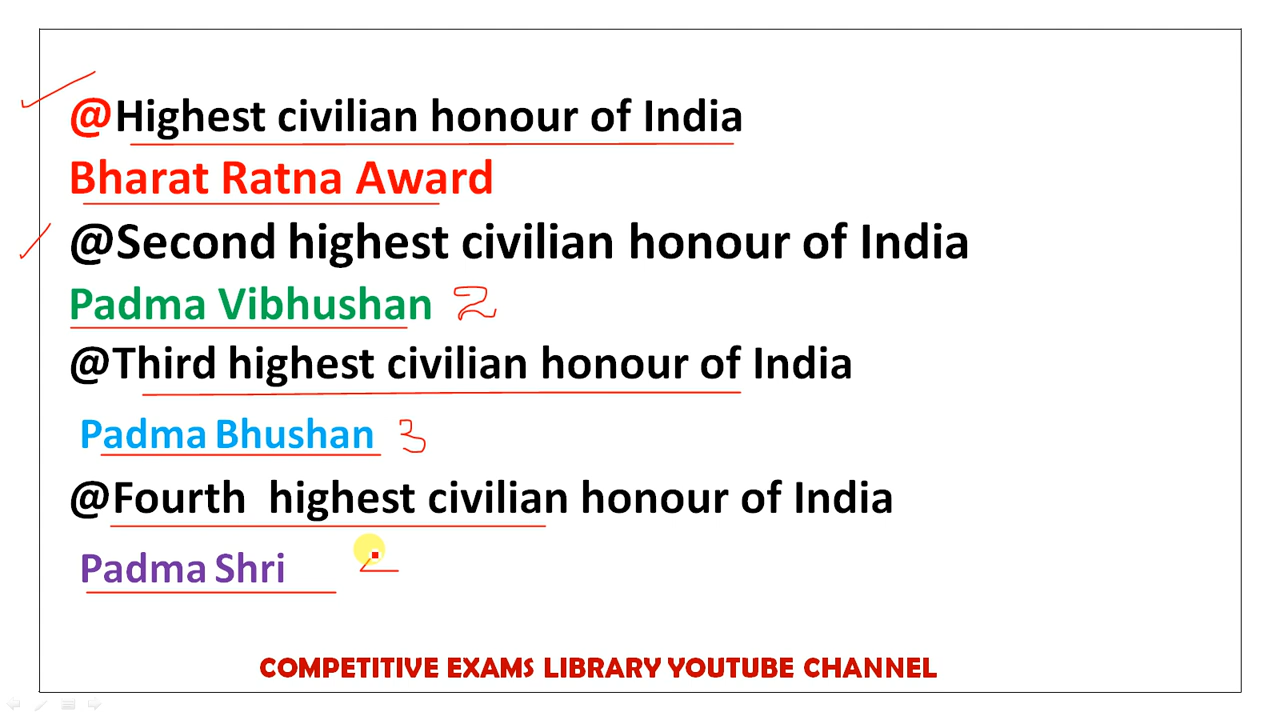 @Highest civilian honour of India
Bharat Ratna Award
@Second highest civilian honour of India
Padma Vibhushan 2
@Third highest civilian honour of India
Padma Bhushan 3
@Fourth highest civilian honour of India
Padma Shri
COMPETITIVE EXAMS LIBRARY YOUTUBE CHANNEL